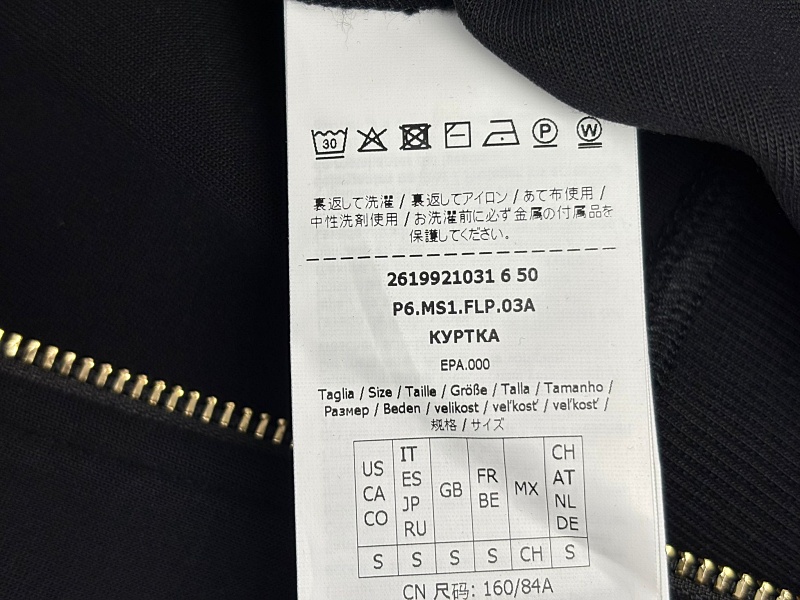 30 P W
裏返して洗濯 / 裏返してアイロン / あて布使用 /
中性洗剤使用 / お洗濯前に必ず金属の付属品を
保護してください。
2619921031 6 50
P6.MS1.FLP.03A
КУРТКА
EPA.000
Taglia / Size / Taille / Größe / Talla / Tamanho /
Размер / Beden / velikost / veľkosť / veľkosť /
规格 / サイズ
US CA CO IT ES JP RU GB FR BE MX CH AT NL DE
S S S S CH S
CN 尺码: 160/84A